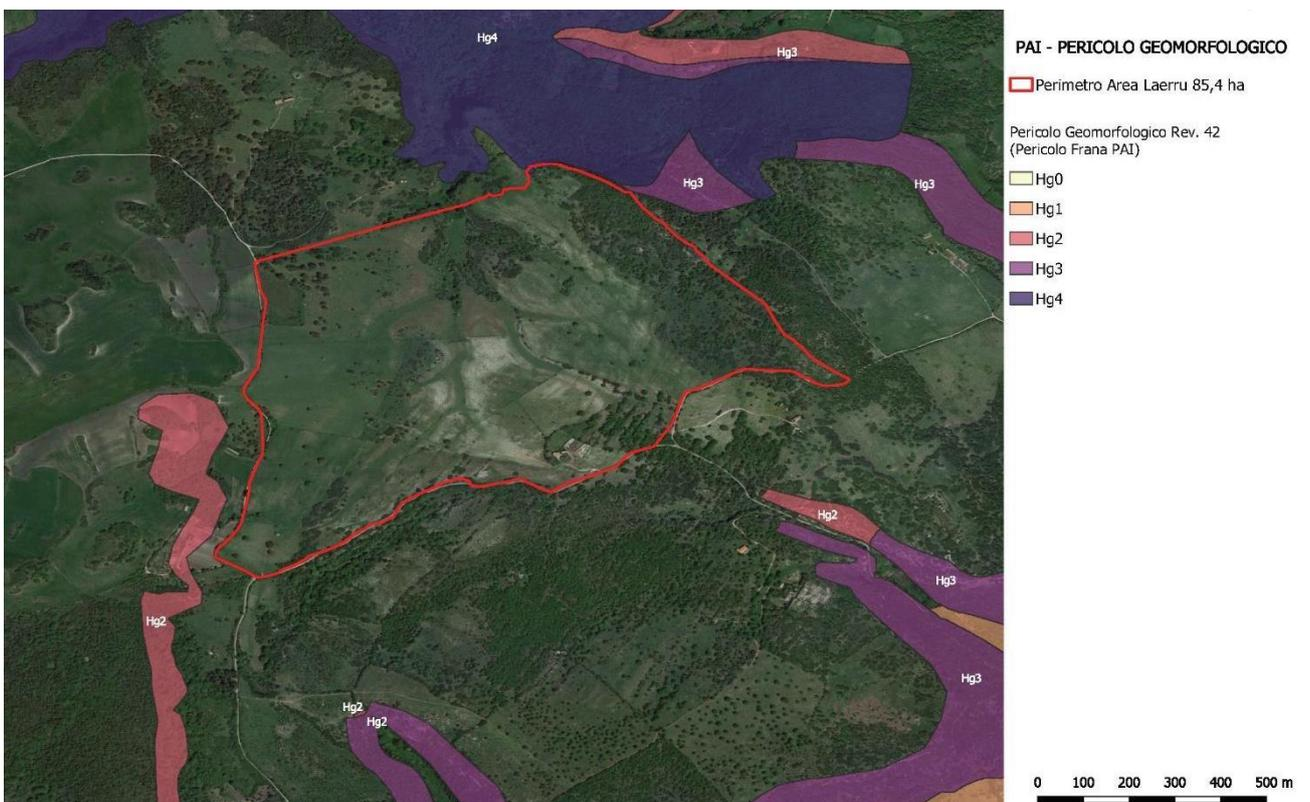 PAI - PERICOLO GEOMORFOLOGICO
Perimetro Area Laerru 85,4 ha
Pericolo Geomorfologico Rev. 42
(Pericolo Frana PAI)
Hg0
Hg1
Hg2
Hg3
Hg4
Hg4
Hg3
Hg3
Hg3
Hg2
Hg3
Hg2
Hg3
Hg2
Hg2
0 100 200 300 400 500 m